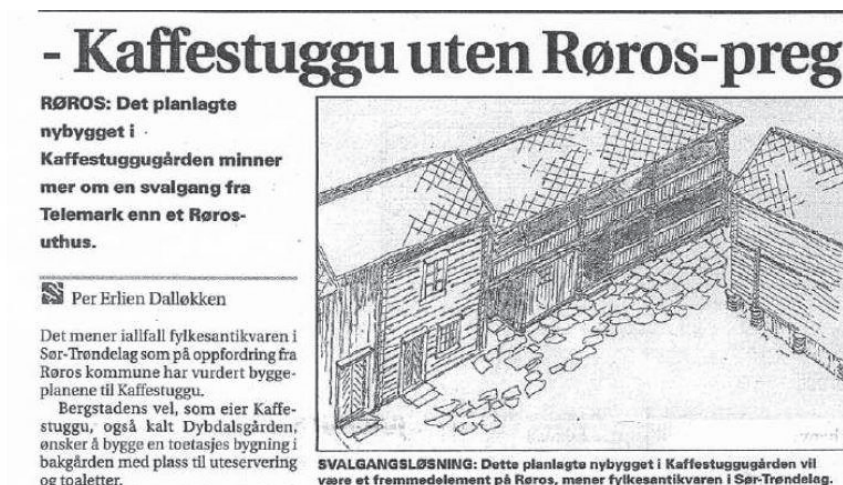 - Kaffestuggu uten Røros-preg
RØROS: Det planlagte
nybygget i
Kaffestuggugården minner
mer om en svalgang fra
Telemark enn et Røros-
uthus.
Per Erlien Dalløkken
Det mener iallfall fylkesantikvaren i
Sør-Trøndelag som på oppfordring fra
Røros kommune har vurdert bygge-
planene til Kaffestuggu.
Bergstadens vel, som eier Kaffe-
stuggu, også kalt Dybdalsgården,
ønsker å bygge en toetasjes bygning i
bakgården med plass til uteservering
og toaletter.
SVALGANGSLØSNING: Dette planlagte nybygget i Kaffestuggugården vil
være et fremmedelement på Røros, mener fylkesantikvaren i Sør-Trøndelag.